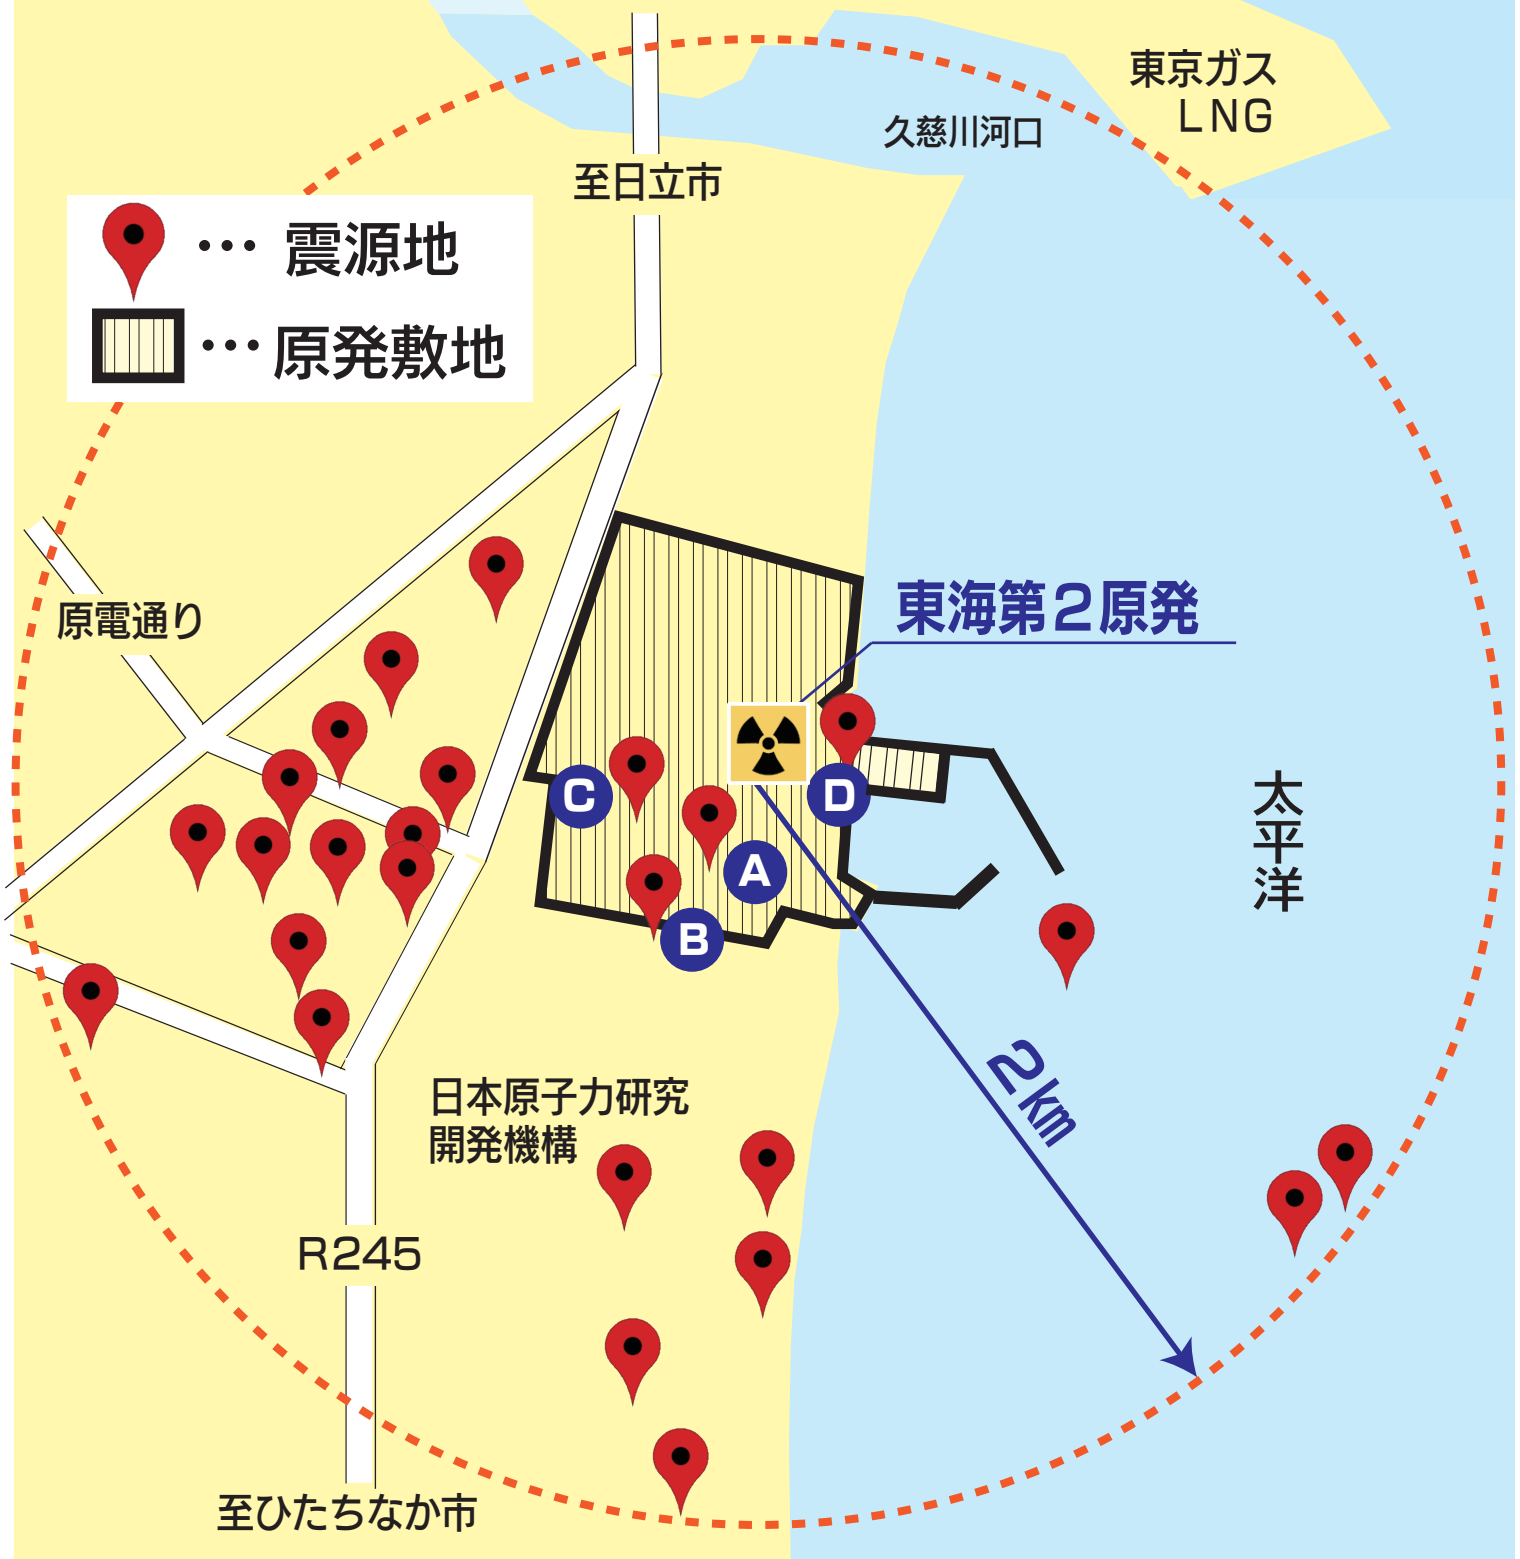 東京ガス
LNG
久慈川河口
至日立市
… 震源地
… 原発敷地
原電通り
東海第2原発
C
D
A
B
太平洋
2km
日本原子力研究
開発機構
R245
至ひたちなか市